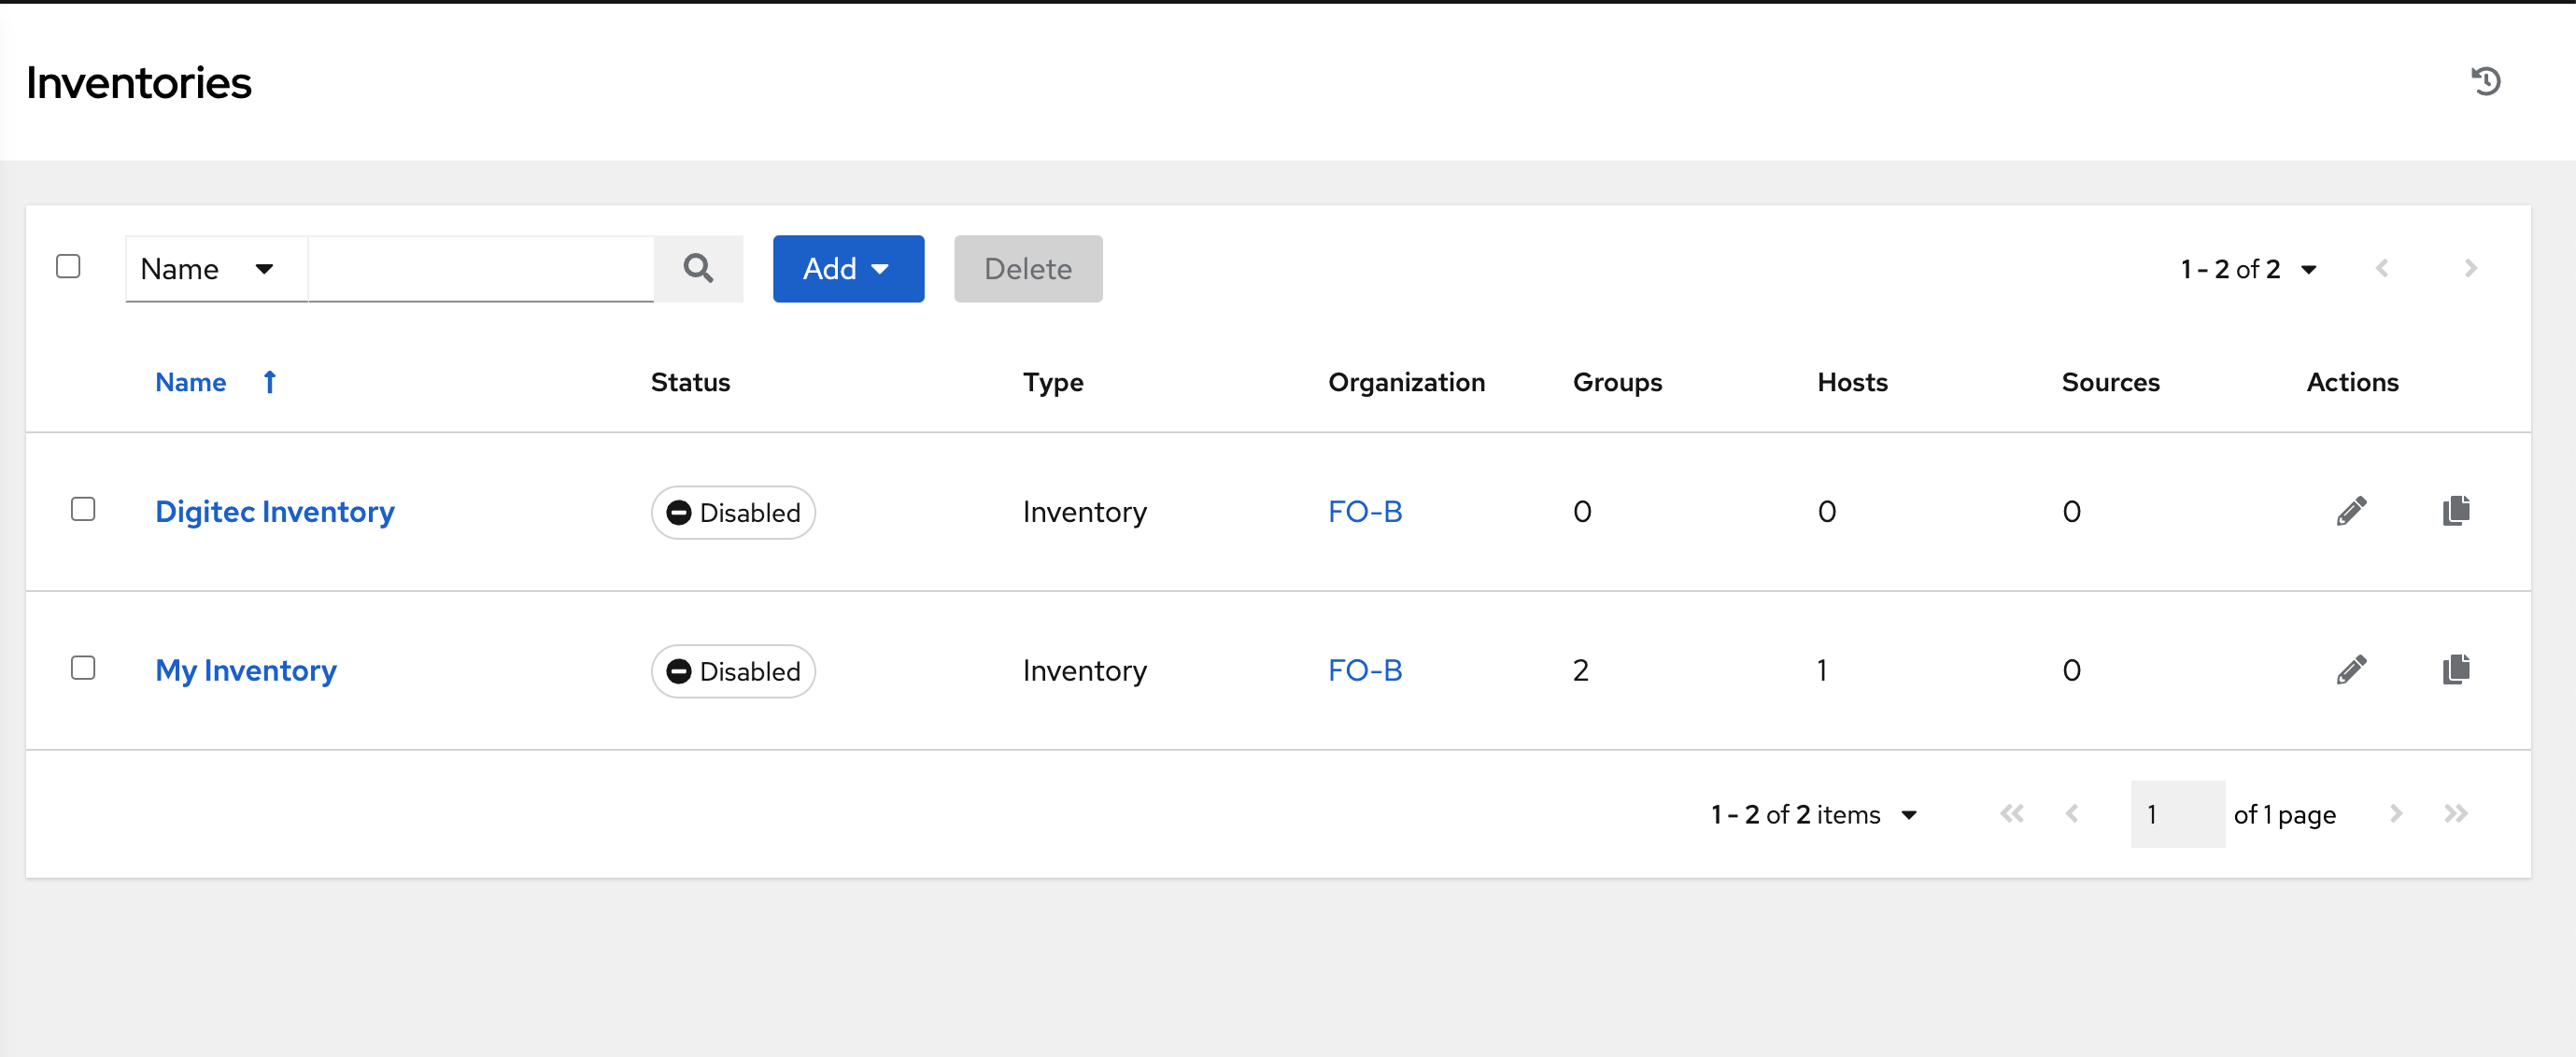 Inventories
Name Add Delete 1 - 2 of 2
Name Status Type Organization Groups Hosts Sources Actions
Digitec Inventory Disabled Inventory FO-B 0 0 0
My Inventory Disabled Inventory FO-B 2 1 0
1 - 2 of 2 items 1 of 1 page